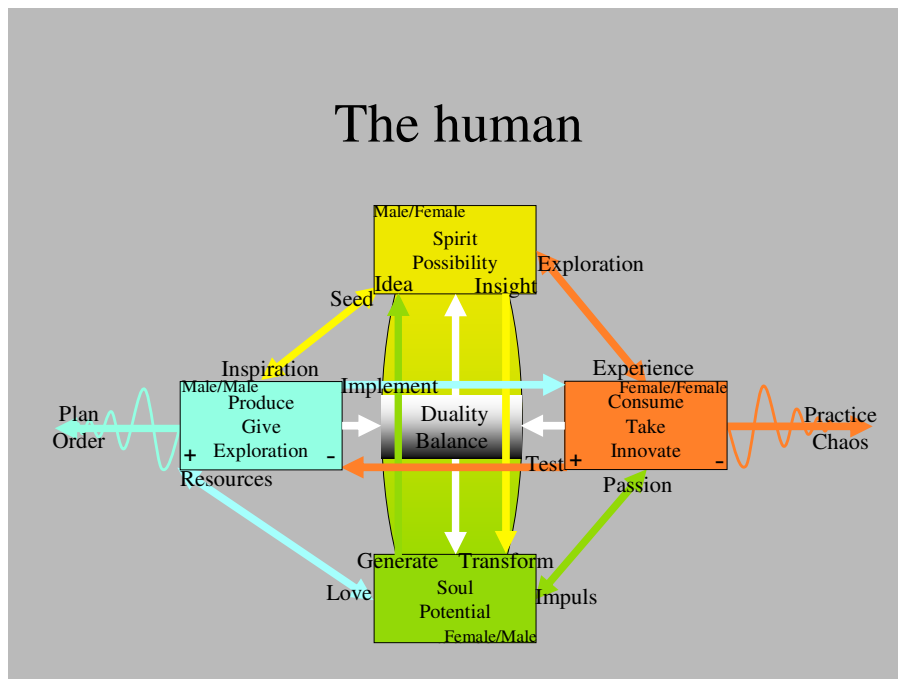 The human
Male/Female
Spirit
Possibility
Idea
Insight
Exploration
Seed
Inspiration
Experience
Male/Male
Implement
Female/Female
Produce
Give
Exploration
+ -
Plan
Order
Duality
Balance
Consume
Take
Innovate
+ -
Practice
Chaos
Test
Resources
Passion
Generate
Transform
Love
Soul
Potential
Impuls
Female/Male